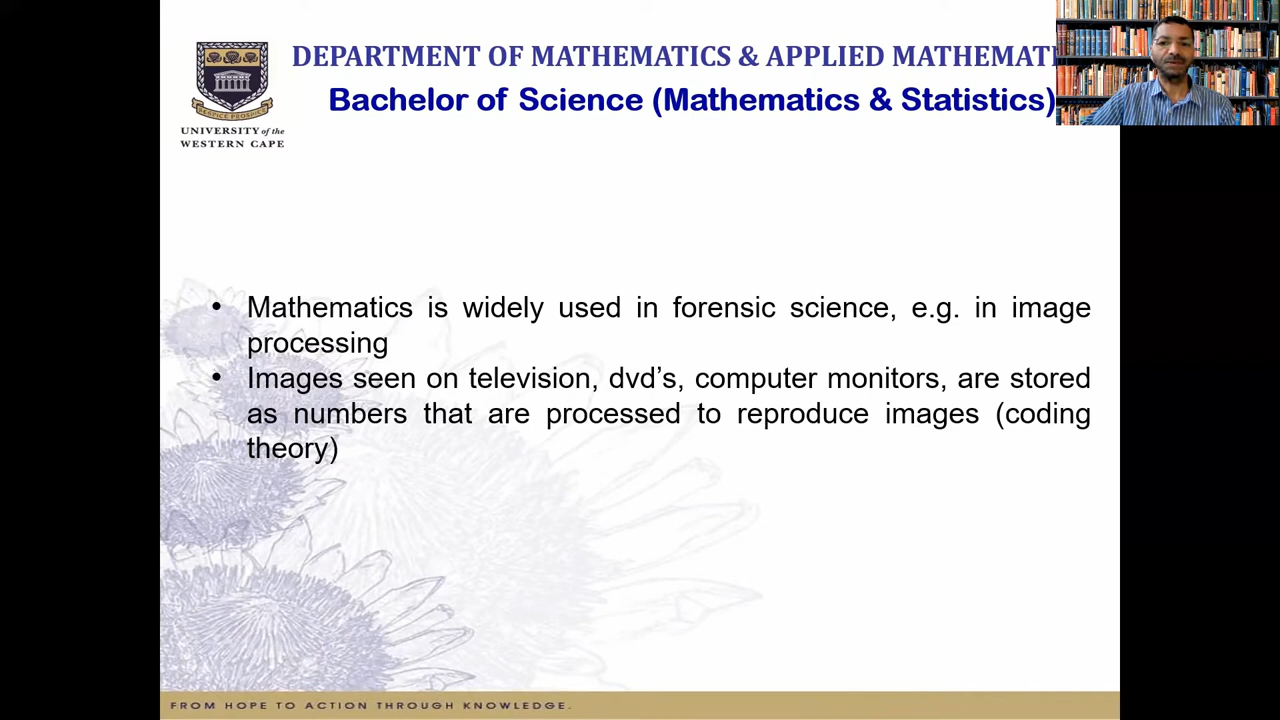 DEPARTMENT OF MATHEMATICS & APPLIED MATHEMATI
Bachelor of Science (Mathematics & Statistics)
UNIVERSITY of the
WESTERN CAPE
• Mathematics is widely used in forensic science, e.g. in image
processing
• Images seen on television, dvd’s, computer monitors, are stored
as numbers that are processed to reproduce images (coding
theory)
FROM HOPE TO ACTION THROUGH KNOWLEDGE.